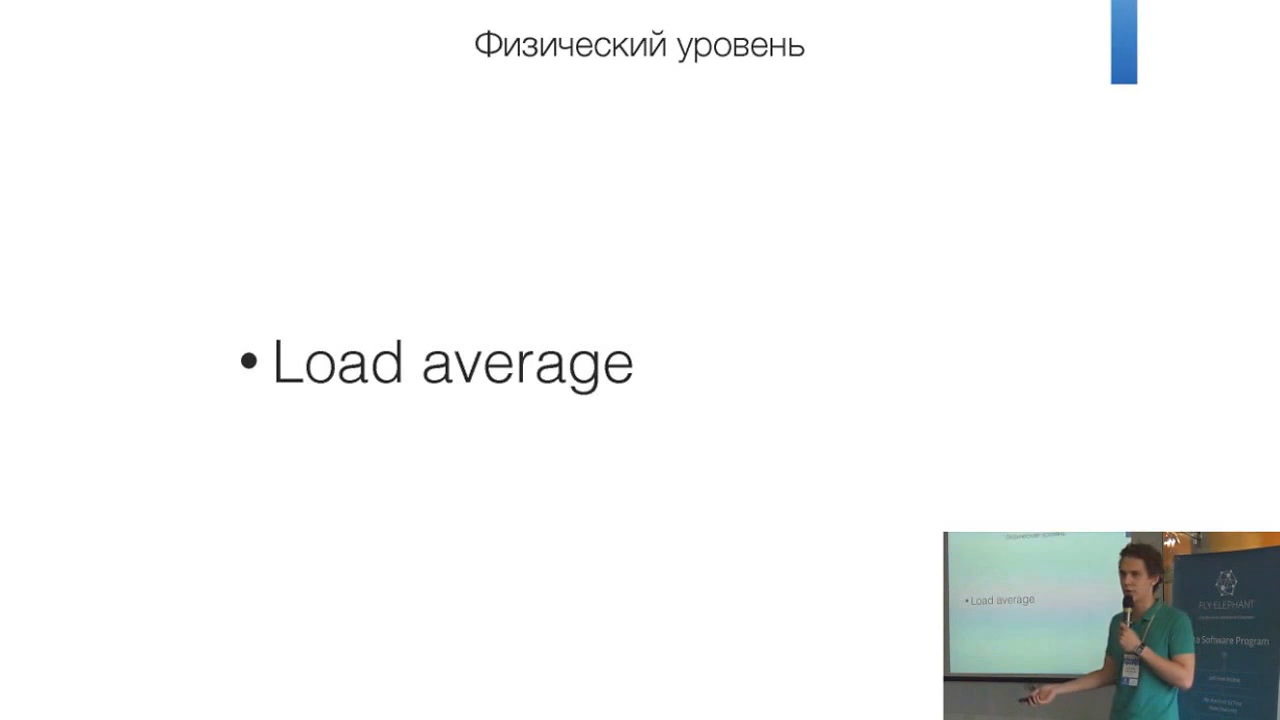 Физический уровень
• Load average
• Load average
FLY ELEPHANT
Software Program